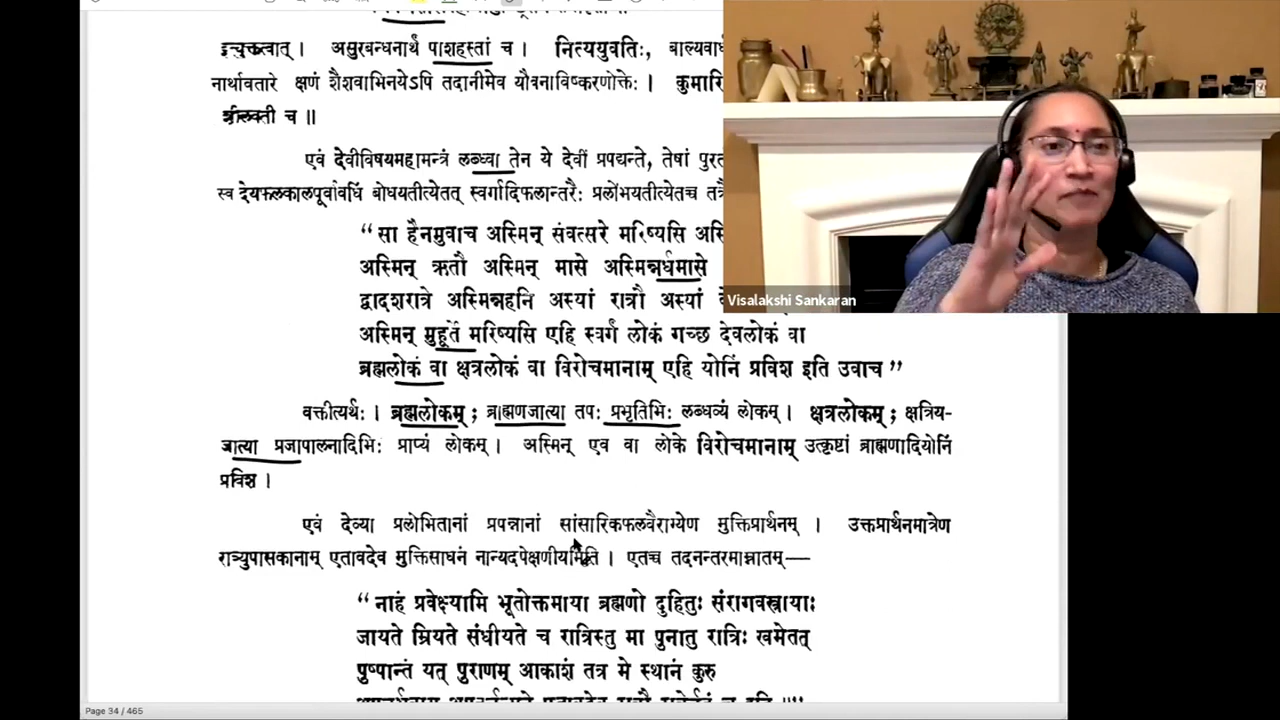 इत्युक्तत्वात् । असुरबन्धनार्थं पाशहस्तां च । नित्ययुवतिः, बाल्यवार्ध
नार्थावतारे क्षणं शैशवाभिनयेऽपि तदानीमेव यौवनाविष्करणोक्तेः । कुमारि
श्रीलक्ती च ॥
एवं देवीविषयमहामन्त्रं लब्ध्वा तेन ये देवीं प्रपद्यन्ते, तेषां पुरत
स्व देयफलकालपूर्वावधिं बोधयतीत्येतत् स्वर्गादिफलान्तरैः प्रलोभयतीत्येतच्च तत्रै
“ सा हैनमुवाच अस्मिन् संवत्सरे मरिष्यसि अस्मि
अस्मिन् ऋतौ अस्मिन् मासे अस्मिन्नर्धमासे
द्वादशरात्रे अस्मिन्नहनि अस्यां रात्रौ अस्यां
अस्मिन् मुहूर्ते मरिष्यसि एहि स्वर्गं लोकं गच्छ देवलोकं वा
ब्रह्मलोकं वा क्षत्रलोकं वा विरोचमानाम् एहि योनिं प्रविश इति उवाच ”
वक्तीत्यर्थः । ब्रह्मलोकम् ; ब्राह्मणजात्या तपः प्रभृतिभिः लब्धव्यं लोकम् । क्षत्रलोकम् ; क्षत्रिय-
जात्या प्रजापालनादिभिः प्राप्यं लोकम् । अस्मिन् एव वा लोके विरोचमानाम् उत्कृष्टां ब्राह्मणादियोनिं
प्रविश ।
एवं देव्या प्रलोभितानां प्रपन्नानां सांसारिकफलवैराग्येण मुक्तिप्रार्थनम् । उक्तप्रार्थनमात्रेण
रात्र्युपासकानाम् एतावदेव मुक्तिसाधनं नान्यदपेक्षणीयमिति । एतच्च तदनन्तरमाम्नातम्—
“ नाहं प्रवेक्ष्यामि भूतोक्तमाया ब्रह्मणो दुहितुः संरागवस्त्रायाः
जायते म्रियते संधीयते च रात्रिस्तु मा पुनातु रात्रिः खमेतत्
पुष्पान्तं यत् पुराणम् आकाशं तत्र मे स्थानं कुरु
Visalakshi Sankaran
Page 34 / 465